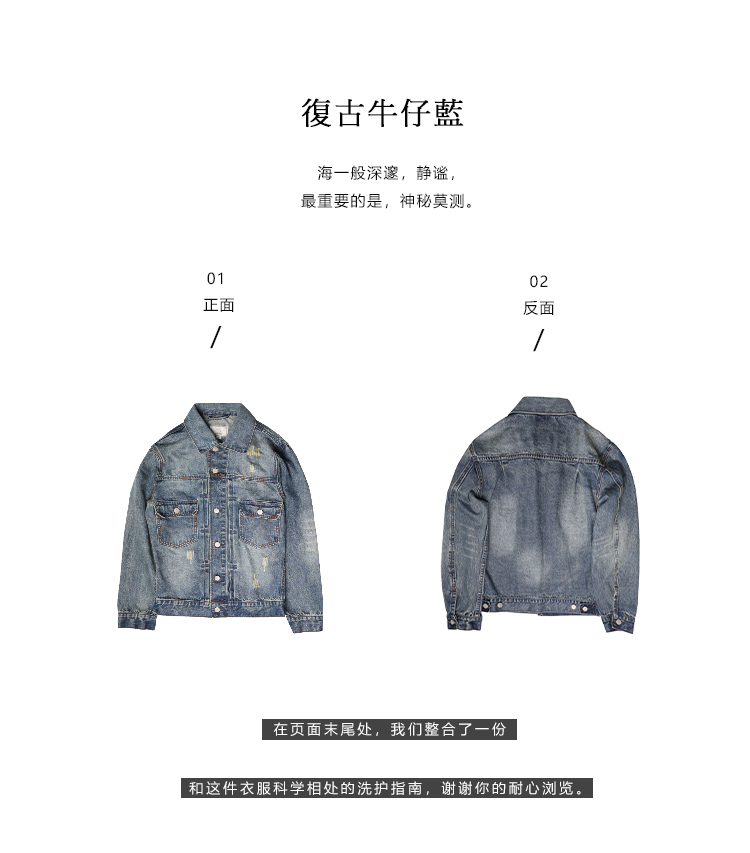 復古牛仔藍
海一般深邃，静谧，
最重要的是，神秘莫测。
01
正面
/
02
反面
/
在页面末尾处，我们整合了一份
和这件衣服科学相处的洗护指南，谢谢你的耐心浏览。